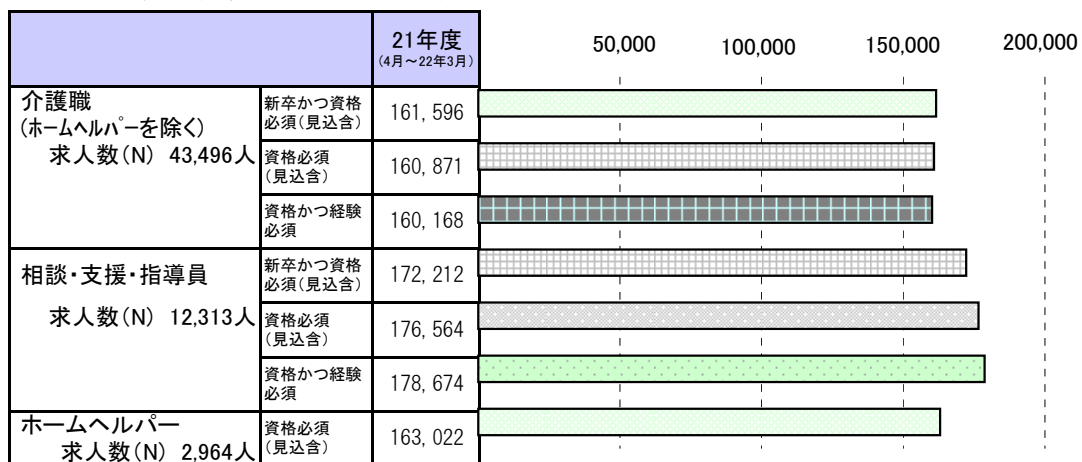 21年度
(4月～22年3月)
50,000
100,000
150,000
200,000
介護職
(ﾎｰﾑﾍﾙﾊﾟｰを除く)
求人数(N) 43,496人
新卒かつ資格
必須(見込含)
161,596
資格必須
(見込含)
160,871
資格かつ経験
必須
160,168
相談・支援・指導員
求人数(N) 12,313人
新卒かつ資格
必須(見込含)
172,212
資格必須
(見込含)
176,564
資格かつ経験
必須
178,674
ホームヘルパー
求人数(N) 2,964人
資格必須
(見込含)
163,022